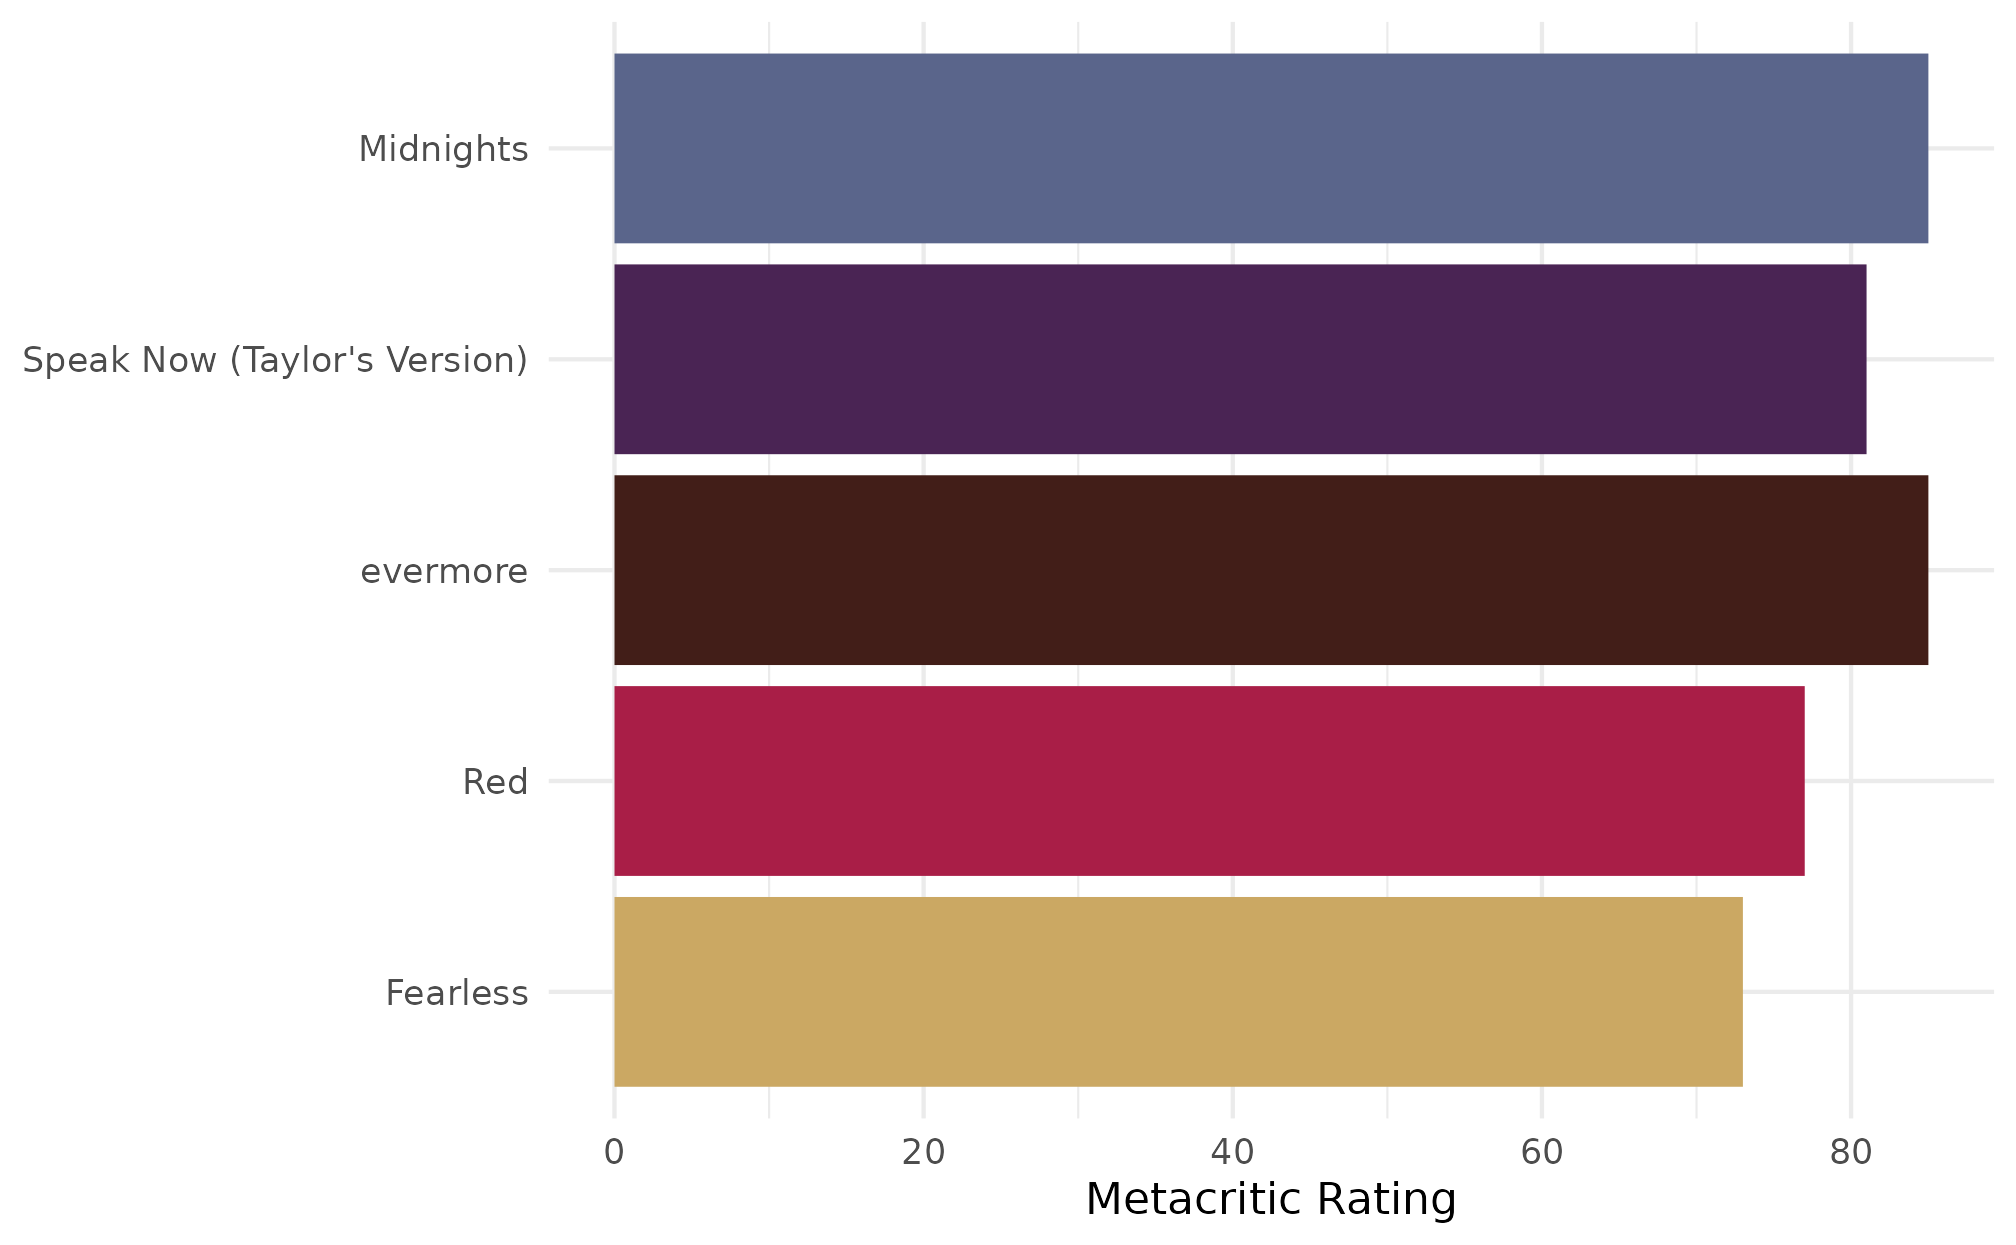 Midnights
Speak Now (Taylor's Version)
evermore
Red
Fearless
0 20 40 60 80
Metacritic Rating